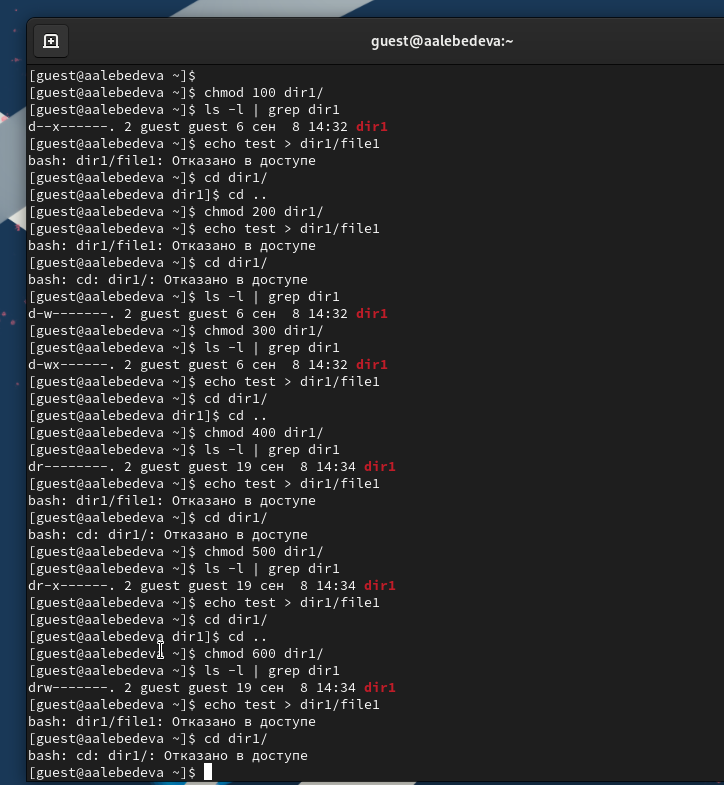 guest@aalebedeva:~
[guest@aalebedeva ~]$
[guest@aalebedeva ~]$ chmod 100 dir1/
[guest@aalebedeva ~]$ ls -l | grep dir1
d--x------. 2 guest guest 6 сен  8 14:32 dir1
[guest@aalebedeva ~]$ echo test > dir1/file1
bash: dir1/file1: Отказано в доступе
[guest@aalebedeva ~]$ cd dir1/
[guest@aalebedeva dir1]$ cd ..
[guest@aalebedeva ~]$ chmod 200 dir1/
[guest@aalebedeva ~]$ echo test > dir1/file1
bash: dir1/file1: Отказано в доступе
[guest@aalebedeva ~]$ cd dir1/
bash: cd: dir1/: Отказано в доступе
[guest@aalebedeva ~]$ ls -l | grep dir1
d-w-------. 2 guest guest 6 сен  8 14:32 dir1
[guest@aalebedeva ~]$ chmod 300 dir1/
[guest@aalebedeva ~]$ ls -l | grep dir1
d-wx------. 2 guest guest 6 сен  8 14:32 dir1
[guest@aalebedeva ~]$ echo test > dir1/file1
[guest@aalebedeva ~]$ cd dir1/
[guest@aalebedeva dir1]$ cd ..
[guest@aalebedeva ~]$ chmod 400 dir1/
[guest@aalebedeva ~]$ ls -l | grep dir1
dr--------. 2 guest guest 19 сен  8 14:34 dir1
[guest@aalebedeva ~]$ echo test > dir1/file1
bash: dir1/file1: Отказано в доступе
[guest@aalebedeva ~]$ cd dir1/
bash: cd: dir1/: Отказано в доступе
[guest@aalebedeva ~]$ chmod 500 dir1/
[guest@aalebedeva ~]$ ls -l | grep dir1
dr-x------. 2 guest guest 19 сен  8 14:34 dir1
[guest@aalebedeva ~]$ echo test > dir1/file1
[guest@aalebedeva ~]$ cd dir1/
[guest@aalebedeva dir1]$ cd ..
[guest@aalebedeva ~]$ chmod 600 dir1/
[guest@aalebedeva ~]$ ls -l | grep dir1
drw-------. 2 guest guest 19 сен  8 14:34 dir1
[guest@aalebedeva ~]$ echo test > dir1/file1
bash: dir1/file1: Отказано в доступе
[guest@aalebedeva ~]$ cd dir1/
bash: cd: dir1/: Отказано в доступе
[guest@aalebedeva ~]$